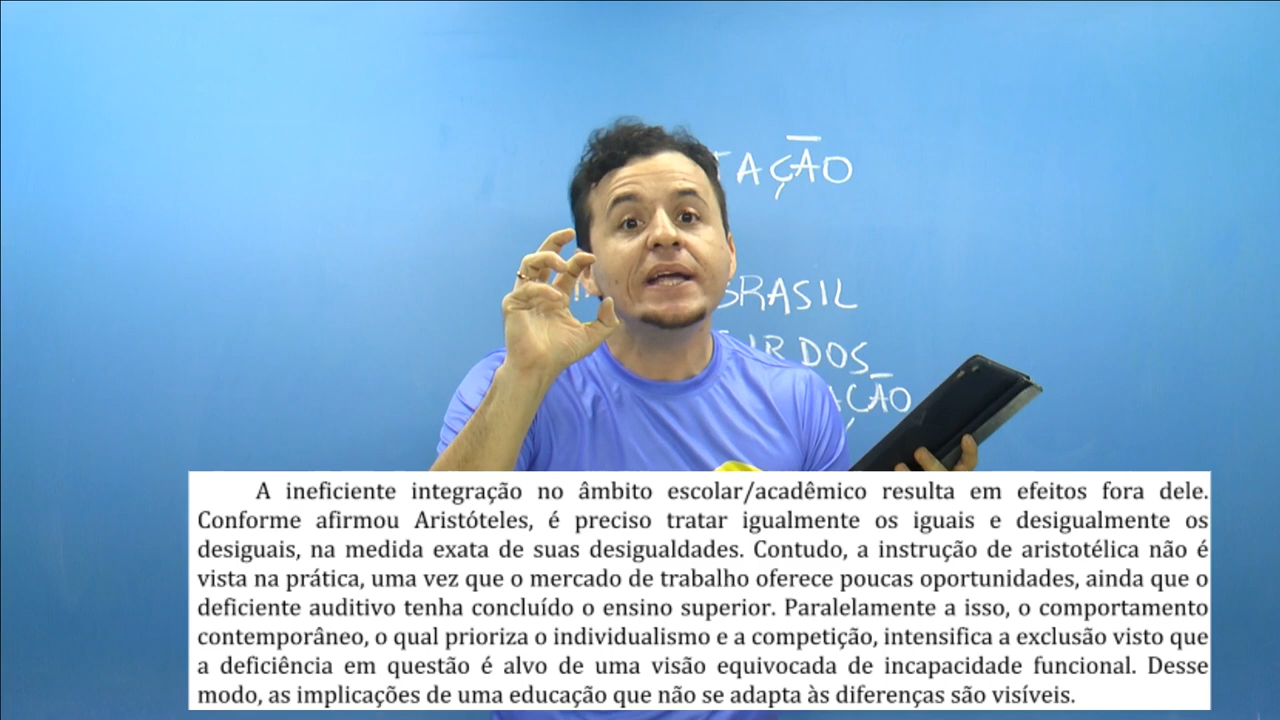 TAÇÃO
BRASIL
IR DOS
AÇÃO
A ineficiente integração no âmbito escolar/acadêmico resulta em efeitos fora dele.
Conforme afirmou Aristóteles, é preciso tratar igualmente os iguais e desigualmente os
desiguais, na medida exata de suas desigualdades. Contudo, a instrução de aristotélica não é
vista na prática, uma vez que o mercado de trabalho oferece poucas oportunidades, ainda que o
deficiente auditivo tenha concluído o ensino superior. Paralelamente a isso, o comportamento
contemporâneo, o qual prioriza o individualismo e a competição, intensifica a exclusão visto que
a deficiência em questão é alvo de uma visão equivocada de incapacidade funcional. Desse
modo, as implicações de uma educação que não se adapta às diferenças são visíveis.